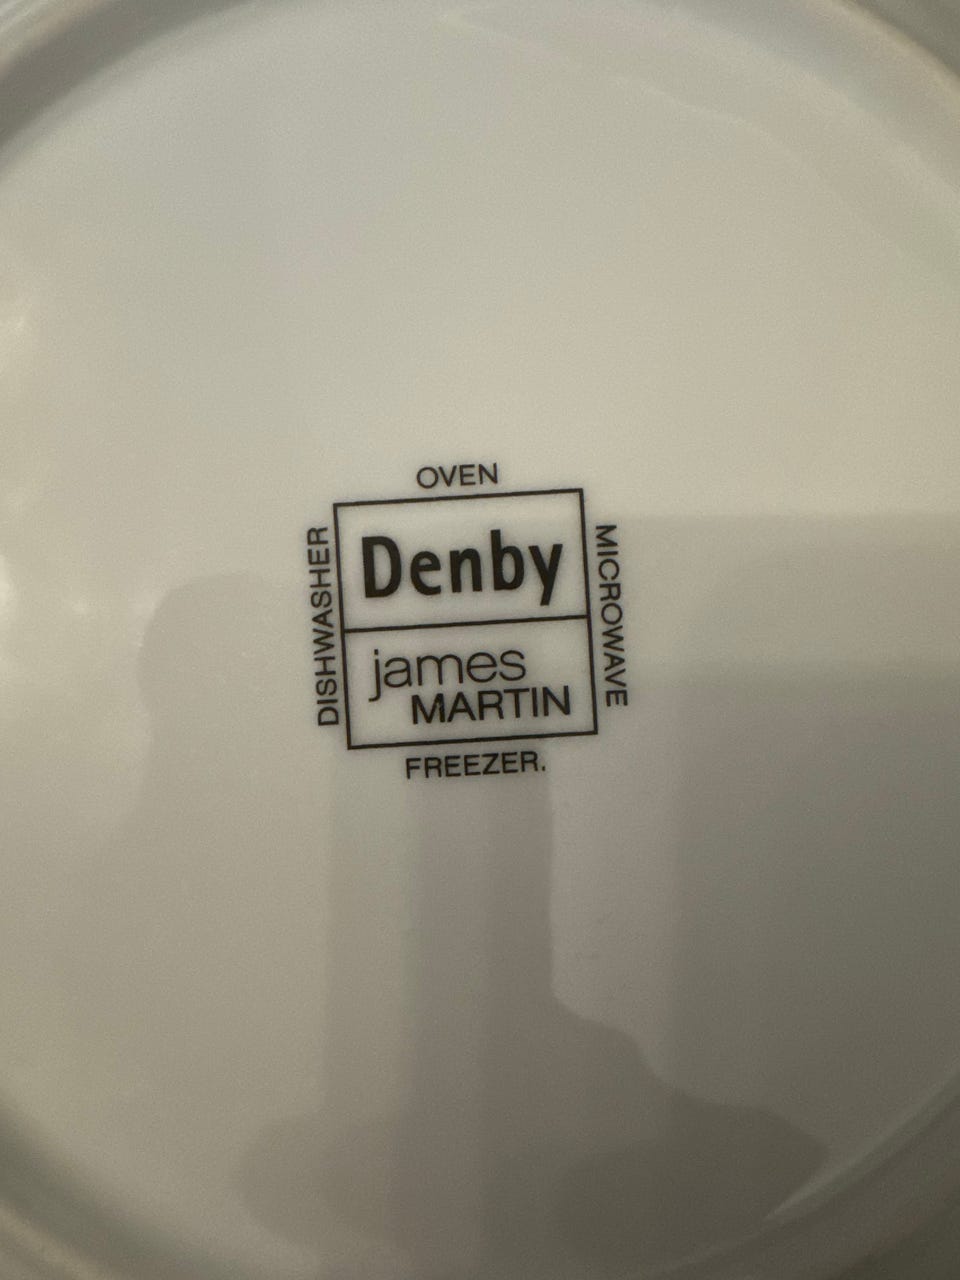 OVEN
DISHWASHER
Denby
james
MARTIN
MICROWAVE
FREEZER.